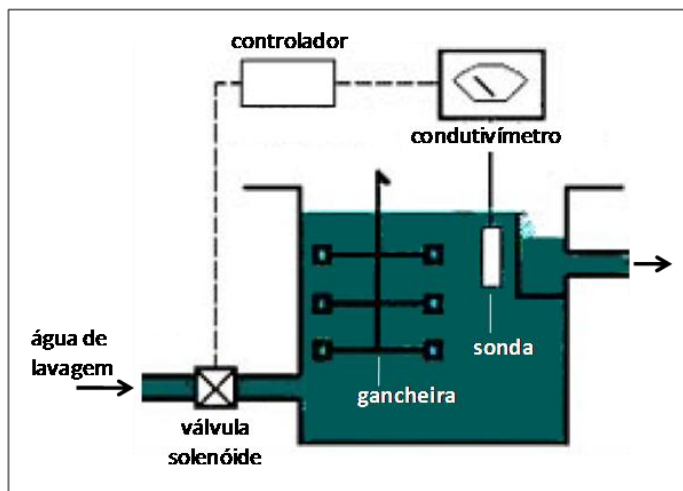 controlador
condutivímetro
água de
lavagem
sonda
gancheira
válvula
solenóide